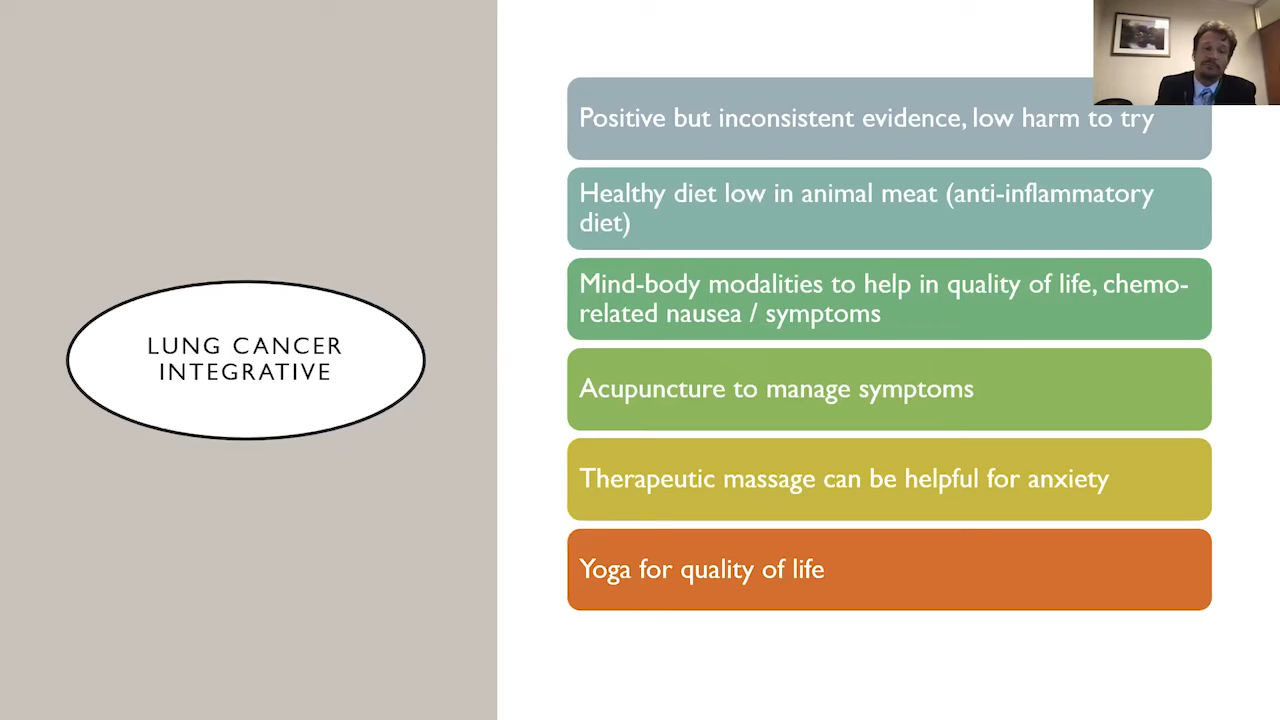 LUNG CANCER
INTEGRATIVE
Positive but inconsistent evidence, low harm to try
Healthy diet low in animal meat (anti-inflammatory
diet)
Mind-body modalities to help in quality of life, chemo-
related nausea / symptoms
Acupuncture to manage symptoms
Therapeutic massage can be helpful for anxiety
Yoga for quality of life